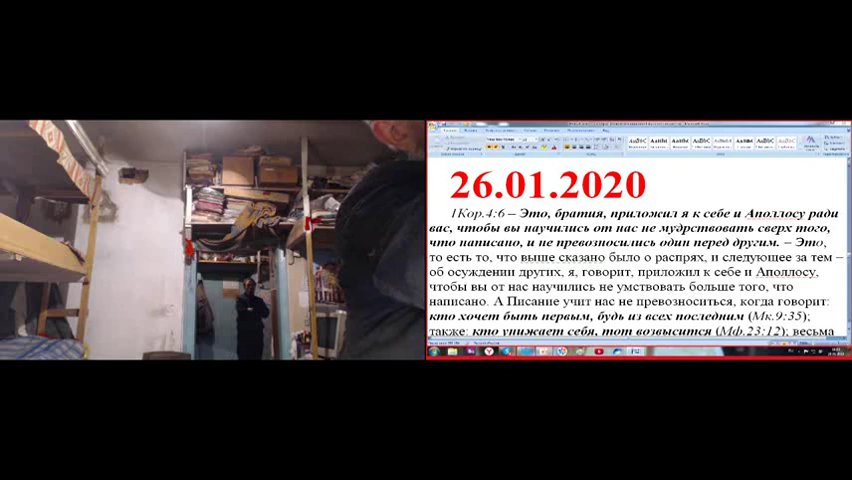 26.01.2020
1Кор.4:6 – Это, братия, приложил я к себе и Аполлосу ради
вас, чтобы вы научились от нас не мудрствовать сверх того,
что написано, и не превозносились один перед другим. – Это,
то есть то, что выше сказано было о распрях, и следующее за тем –
об осуждении других, я, говорит, приложил к себе и Аполлосу,
чтобы вы от нас научились не умствовать больше того, что
написано. А Писание учит нас не превозноситься, когда говорит:
кто хочет быть первым, будь из всех последним (Мк.9:35);
также: кто унижает себя, тот возвысится (Мф.23:12); весьма